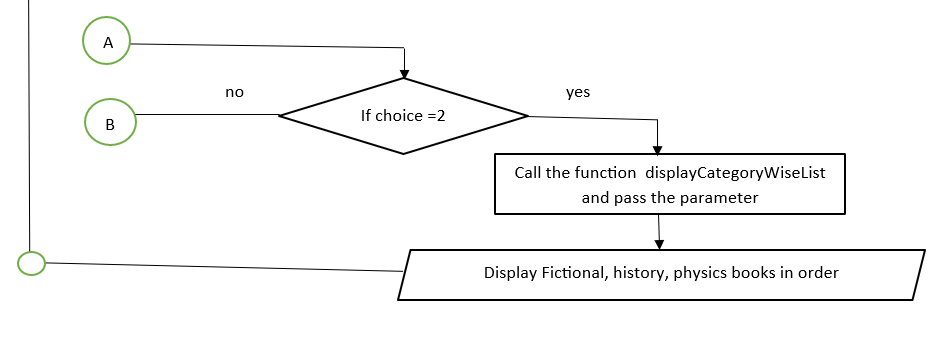 A
no
yes
If choice =2
B
Call the function  displayCategoryWiseList
and pass the parameter
Display Fictional, history, physics books in order